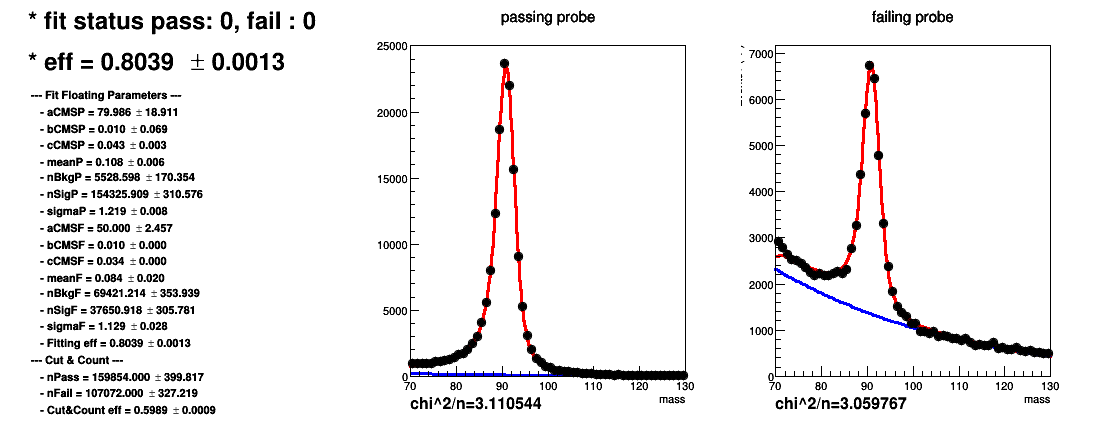 * fit status pass: 0, fail : 0
* eff = 0.8039 ± 0.0013
--- Fit Floating Parameters ---
- aCMSP = 79.986 ± 18.911
- bCMSP = 0.010 ± 0.069
- cCMSP = 0.043 ± 0.003
- meanP = 0.108 ± 0.006
- nBkgP = 5528.598 ± 170.354
- nSigP = 154325.909 ± 310.576
- sigmaP = 1.219 ± 0.008
- aCMSF = 50.000 ± 2.457
- bCMSF = 0.010 ± 0.000
- cCMSF = 0.034 ± 0.000
- meanF = 0.084 ± 0.020
- nBkgF = 69421.214 ± 353.939
- nSigF = 37650.918 ± 305.781
- sigmaF = 1.129 ± 0.028
- Fitting eff = 0.8039 ± 0.0013
--- Cut & Count ---
- nPass = 159854.000 ± 399.817
- nFail = 107072.000 ± 327.219
- Cut&Count eff = 0.5989 ± 0.0009
passing probe
25000
20000
15000
10000
5000
0
70 80 90 100 110 120 130
mass
chi^2/n=3.110544
failing probe
7000
6000
5000
4000
3000
2000
1000
0
70 80 90 100 110 120 130
mass
chi^2/n=3.059767